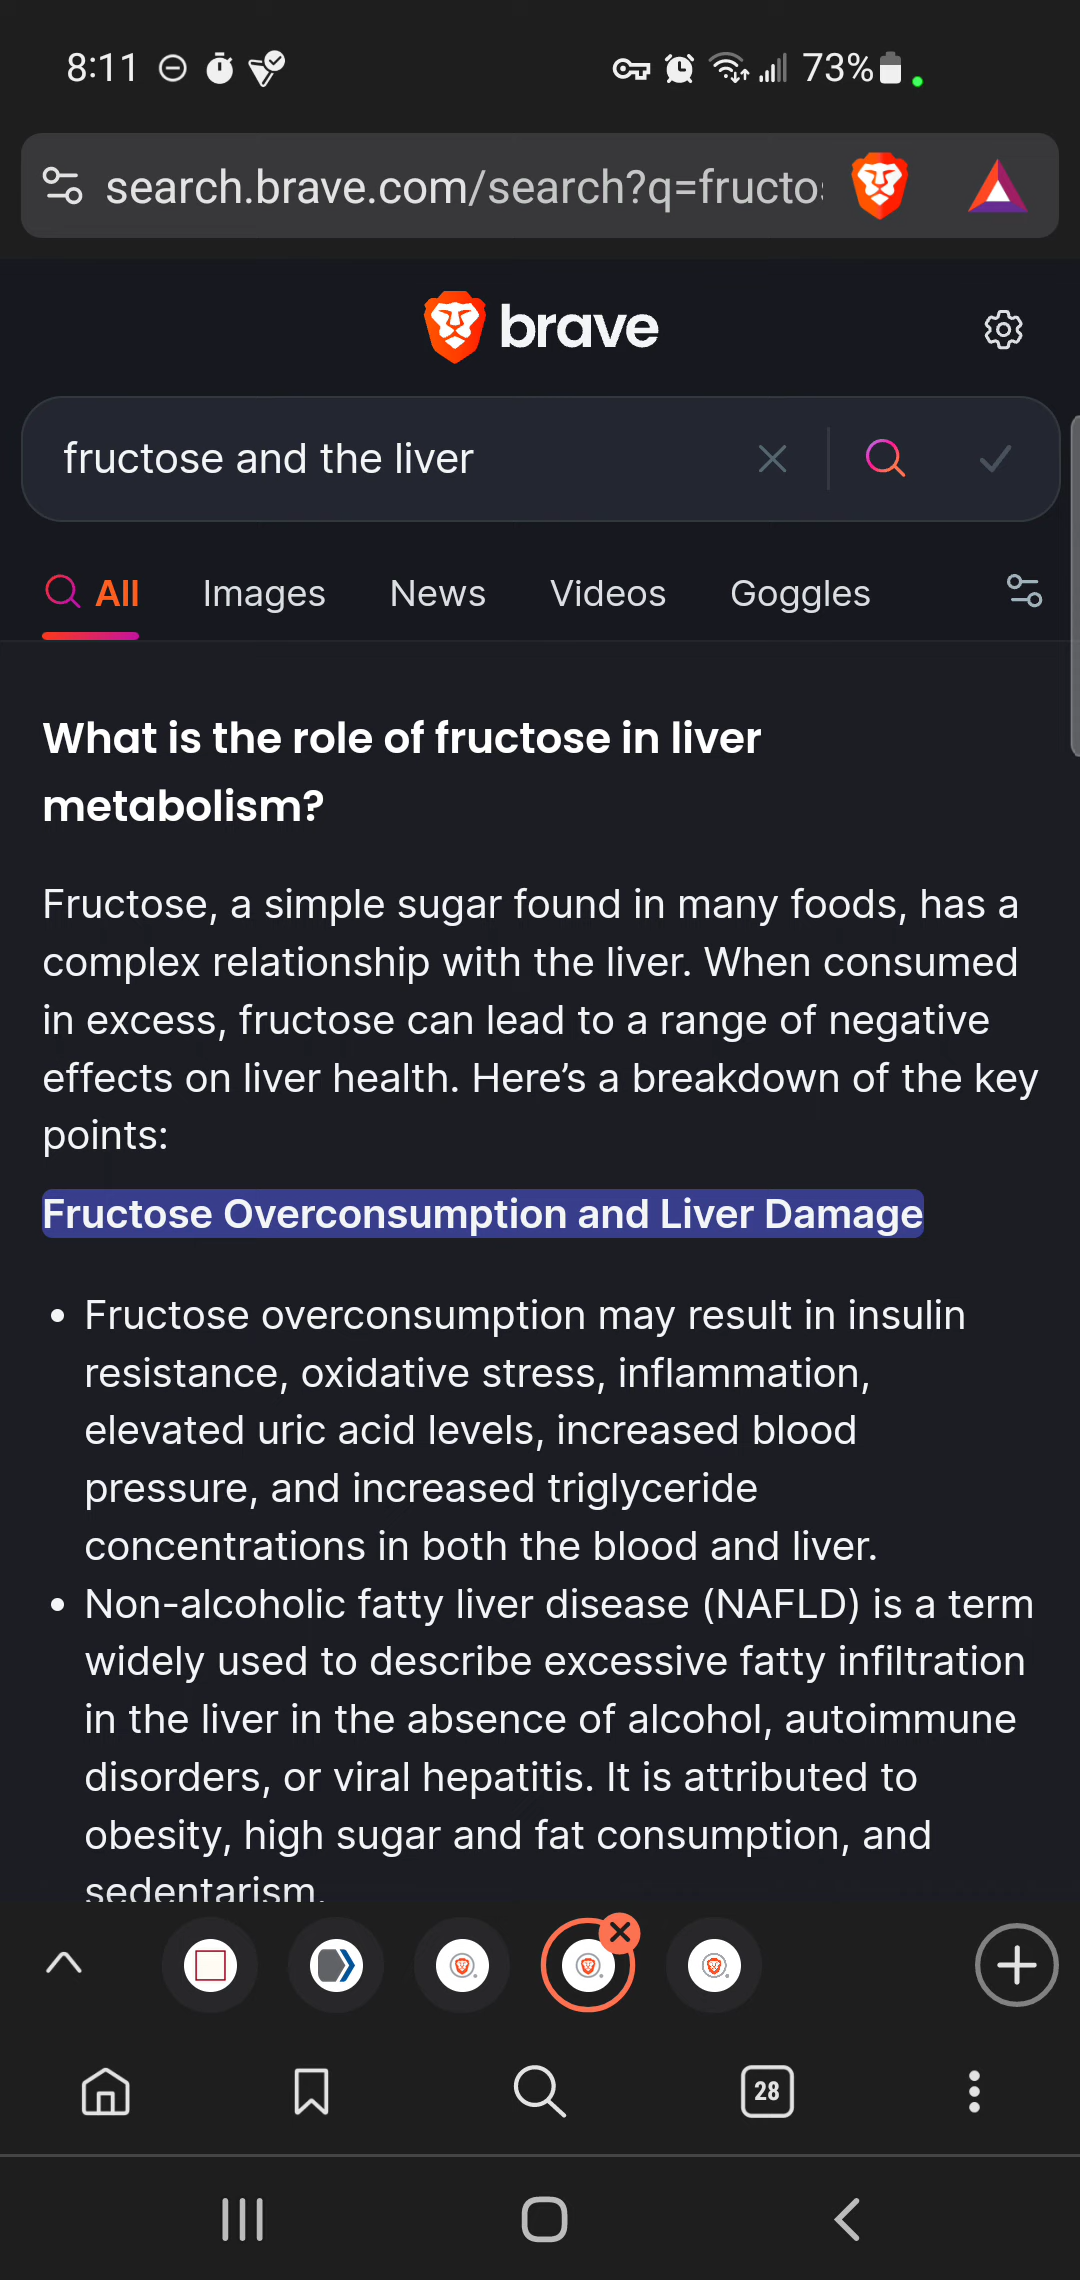 8:11
73%
search.brave.com/search?q=fructo
brave
fructose and the liver
All Images News Videos Goggles
What is the role of fructose in liver
metabolism?
Fructose, a simple sugar found in many foods, has a
complex relationship with the liver. When consumed
in excess, fructose can lead to a range of negative
effects on liver health. Here’s a breakdown of the key
points:
Fructose Overconsumption and Liver Damage
• Fructose overconsumption may result in insulin
resistance, oxidative stress, inflammation,
elevated uric acid levels, increased blood
pressure, and increased triglyceride
concentrations in both the blood and liver.
• Non-alcoholic fatty liver disease (NAFLD) is a term
widely used to describe excessive fatty infiltration
in the liver in the absence of alcohol, autoimmune
disorders, or viral hepatitis. It is attributed to
obesity, high sugar and fat consumption, and
sedentarism.
28